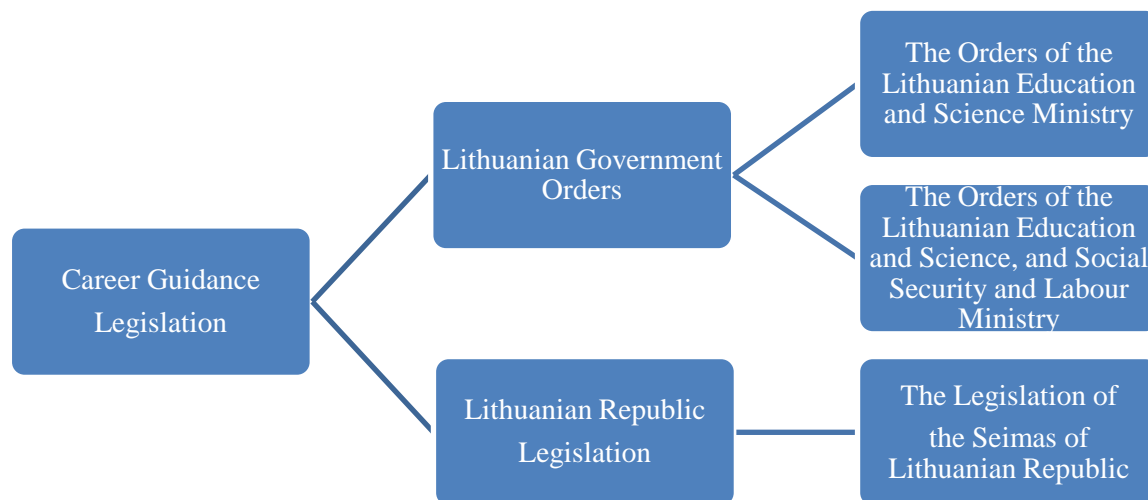 Career Guidance
Legislation
Lithuanian Government
Orders
The Orders of the
Lithuanian Education
and Science Ministry
The Orders of the
Lithuanian Education
and Science, and Social
Security and Labour
Ministry
Lithuanian Republic
Legislation
The Legislation of
the Seimas of
Lithuanian Republic